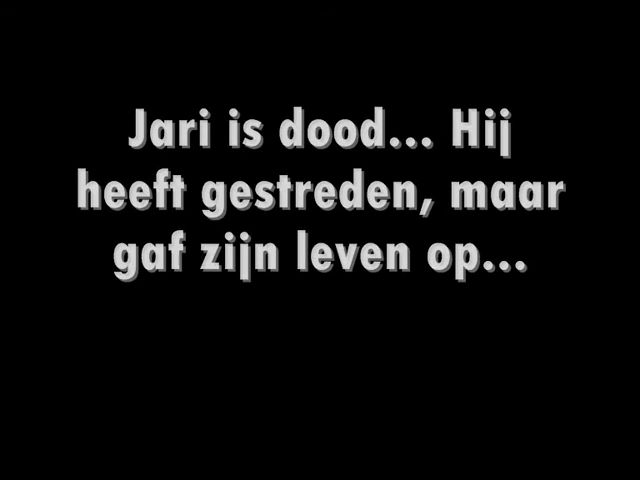 Jari is dood... Hij
heeft gestreden, maar
gaf zijn leven op...